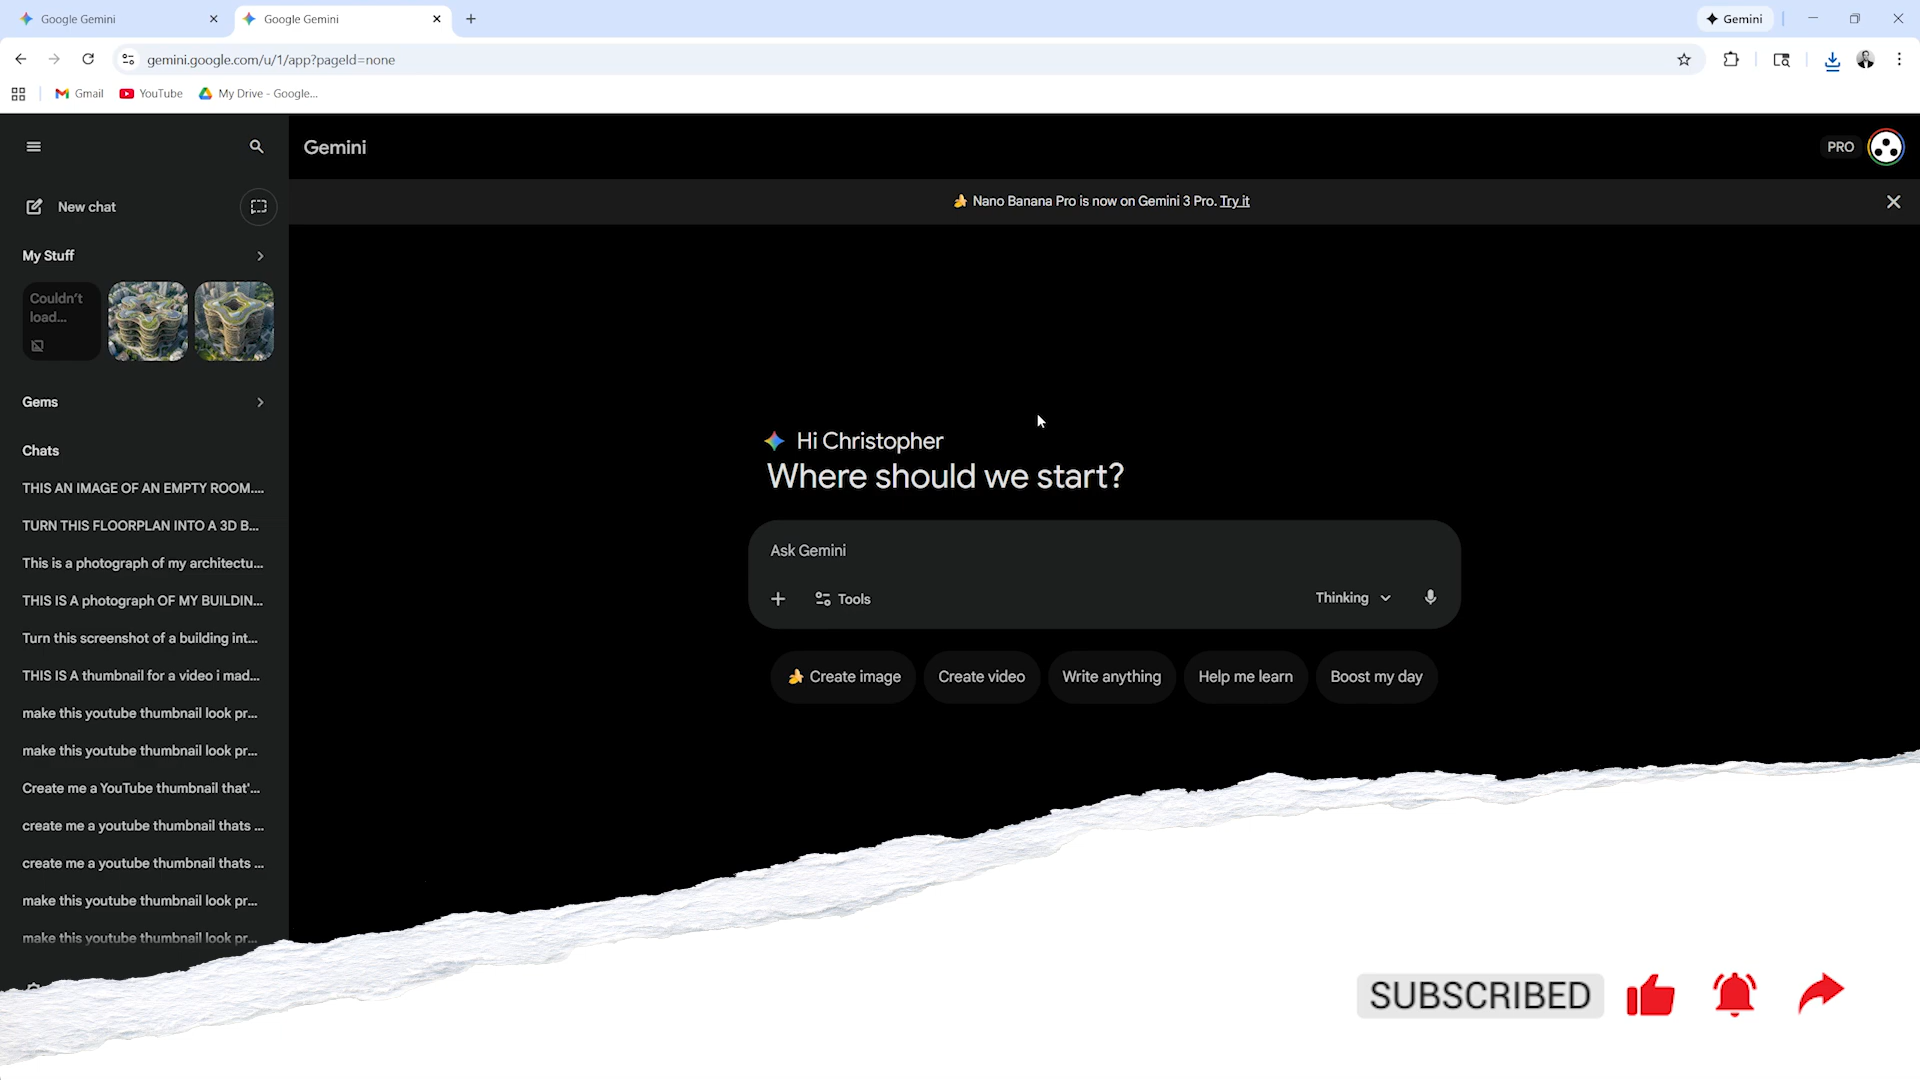 Google Gemini
Google Gemini
Gemini
gemini.google.com/u/1/app?pageId=none
Gmail
YouTube
My Drive - Google...
Gemini
PRO
New chat
🍌 Nano Banana Pro is now on Gemini 3 Pro. Try it
My Stuff
Couldn't
load...
Gems
Chats
THIS AN IMAGE OF AN EMPTY ROOM....
TURN THIS FLOORPLAN INTO A 3D B...
This is a photograph of my architectu...
THIS IS A photograph OF MY BUILDIN...
Turn this screenshot of a building int...
THIS IS A thumbnail for a video i mad...
make this youtube thumbnail look pr...
make this youtube thumbnail look pr...
Create me a YouTube thumbnail that'...
create me a youtube thumbnail thats ...
create me a youtube thumbnail thats ...
make this youtube thumbnail look pr...
make this youtube thumbnail look pr...
Hi Christopher
Where should we start?
Ask Gemini
Tools
Thinking
🍌 Create image
Create video
Write anything
Help me learn
Boost my day
SUBSCRIBED